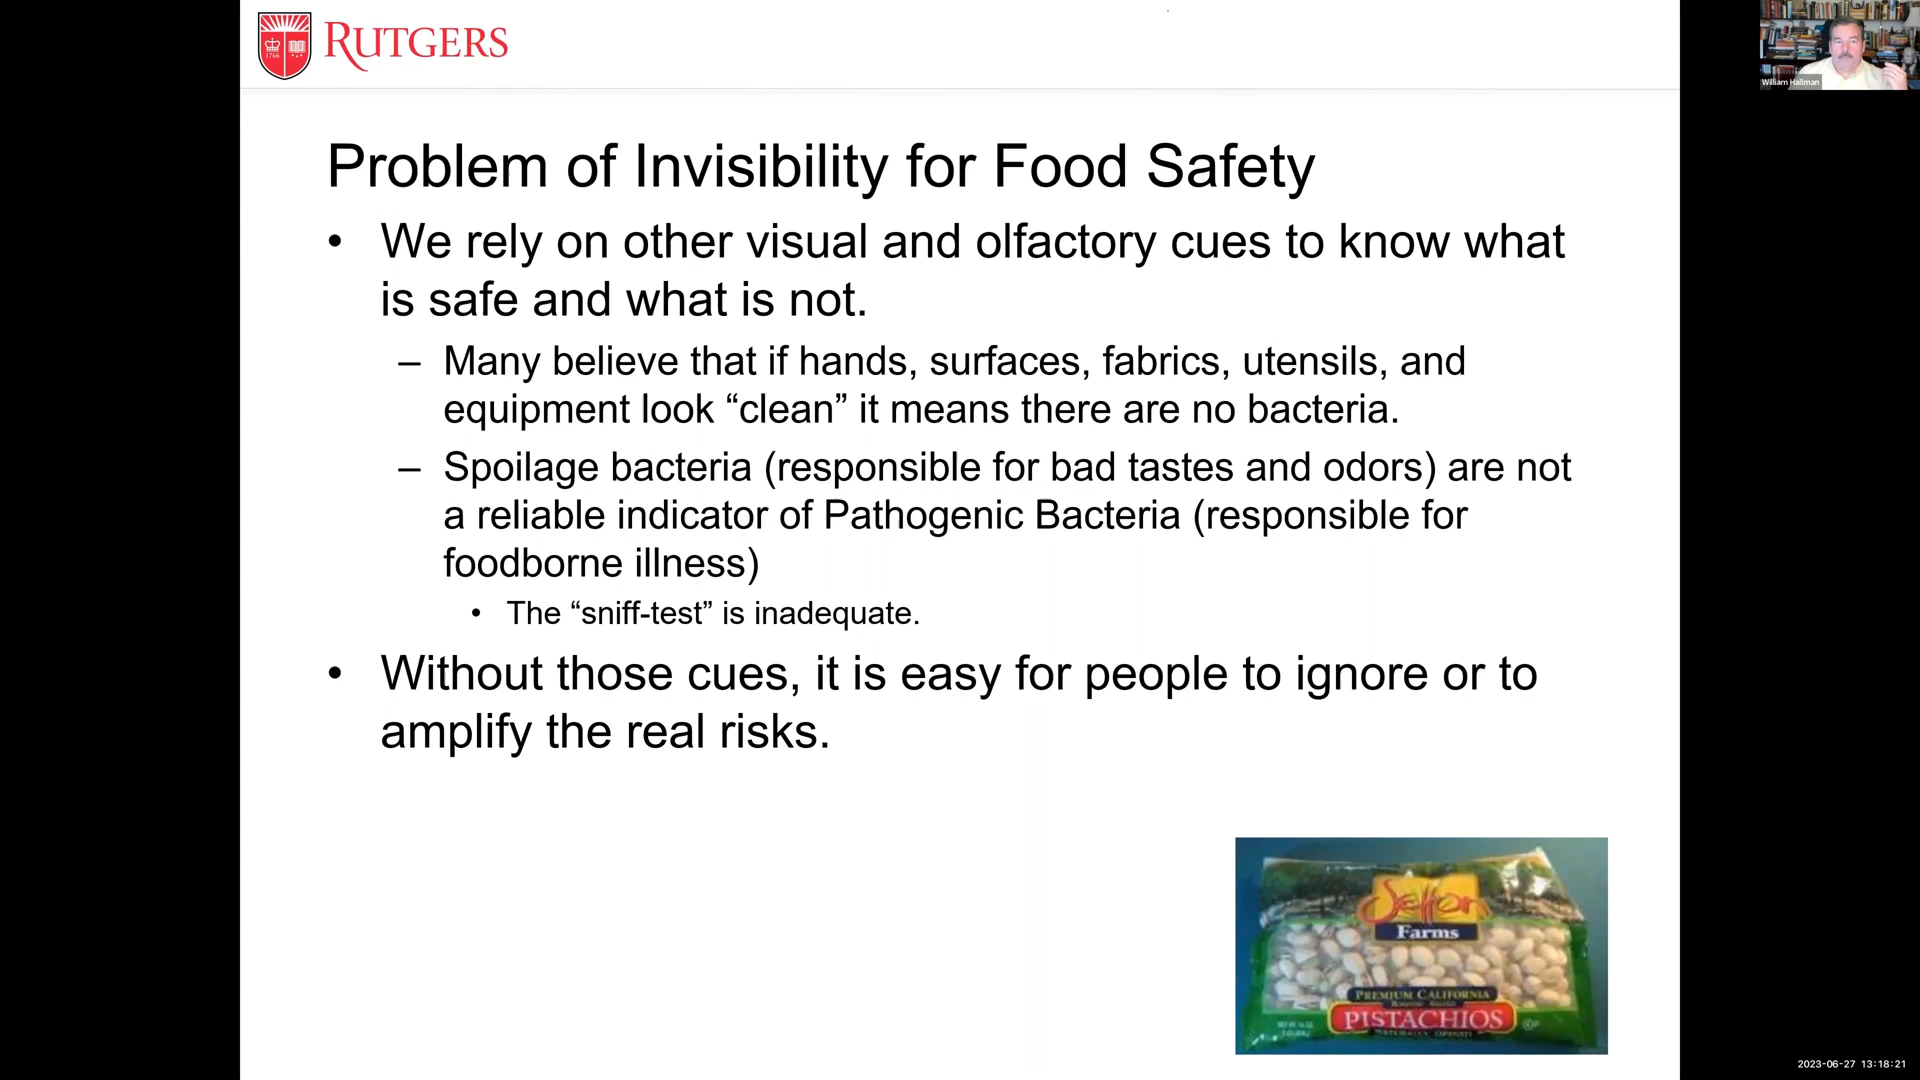 RUTGERS
1766
William Hallman
Problem of Invisibility for Food Safety
• We rely on other visual and olfactory cues to know what
is safe and what is not.
– Many believe that if hands, surfaces, fabrics, utensils, and
equipment look “clean” it means there are no bacteria.
– Spoilage bacteria (responsible for bad tastes and odors) are not
a reliable indicator of Pathogenic Bacteria (responsible for
foodborne illness)
• The “sniff-test” is inadequate.
• Without those cues, it is easy for people to ignore or to
amplify the real risks.
Setton
Farms
PREMIUM CALIFORNIA
PISTACHIOS
2023-06-27 13:18:21